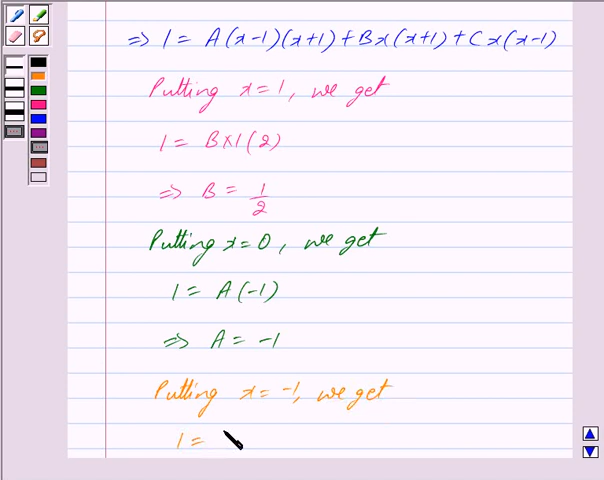 ⇒ 1 = A(x-1)(x+1) + Bx(x+1) + Cx(x-1)
Putting x = 1, we get
1 = B×1(2)
⇒ B = 1/2
Putting x = 0, we get
1 = A(-1)
⇒ A = -1
Putting x = -1, we get
1 =